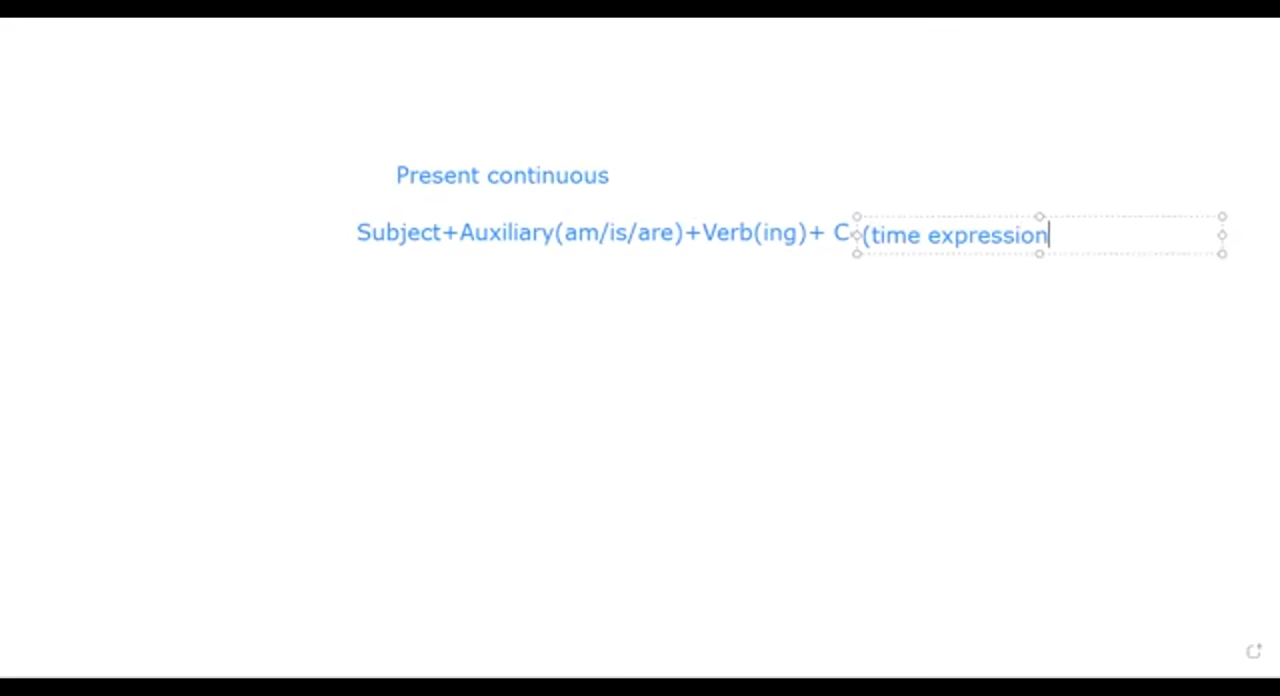 Present continuous
Subject+Auxiliary(am/is/are)+Verb(ing)+ C (time expression